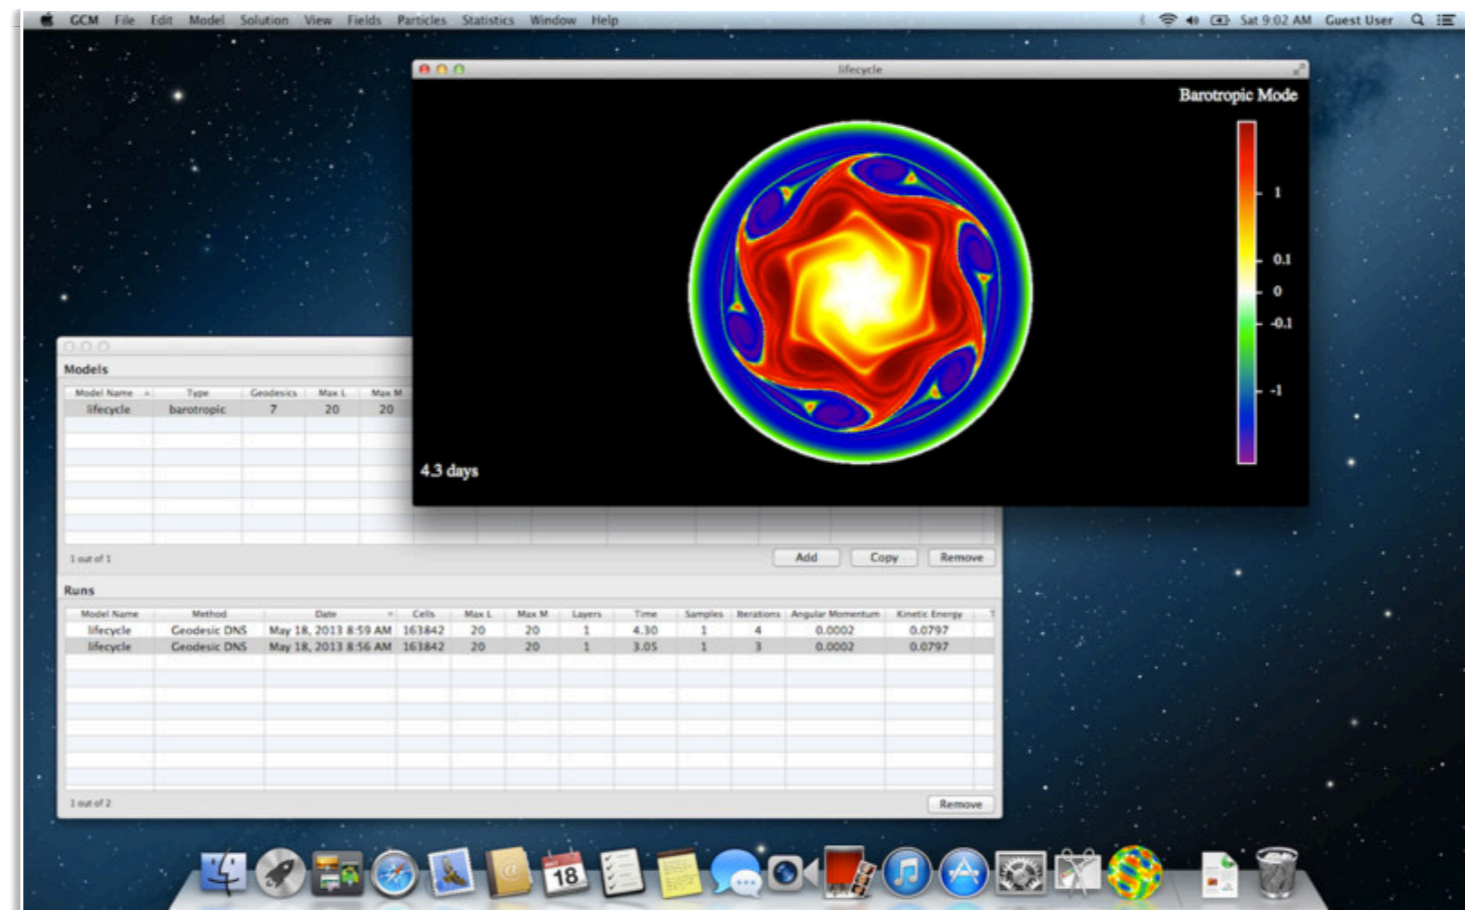 GCM File Edit Model Solution View Fields Particles Statistics Window Help Sat 9:02 AM Guest User
lifecycle
Barotropic Mode
1
0.1
0
-0.1
-1
4.3 days
Models
Model Name Type Geodesics Max L Max M
lifecycle barotropic 7 20 20
1 out of 1 Add Copy Remove
Runs
Model Name Method Date Cells Max L Max M Layers Time Samples Iterations Angular Momentum Kinetic Energy T
lifecycle Geodesic DNS May 18, 2013 8:59 AM 163842 20 20 1 4.30 1 4 0.0002 0.0797
lifecycle Geodesic DNS May 18, 2013 8:56 AM 163842 20 20 1 3.05 1 3 0.0002 0.0797
1 out of 2 Remove
18